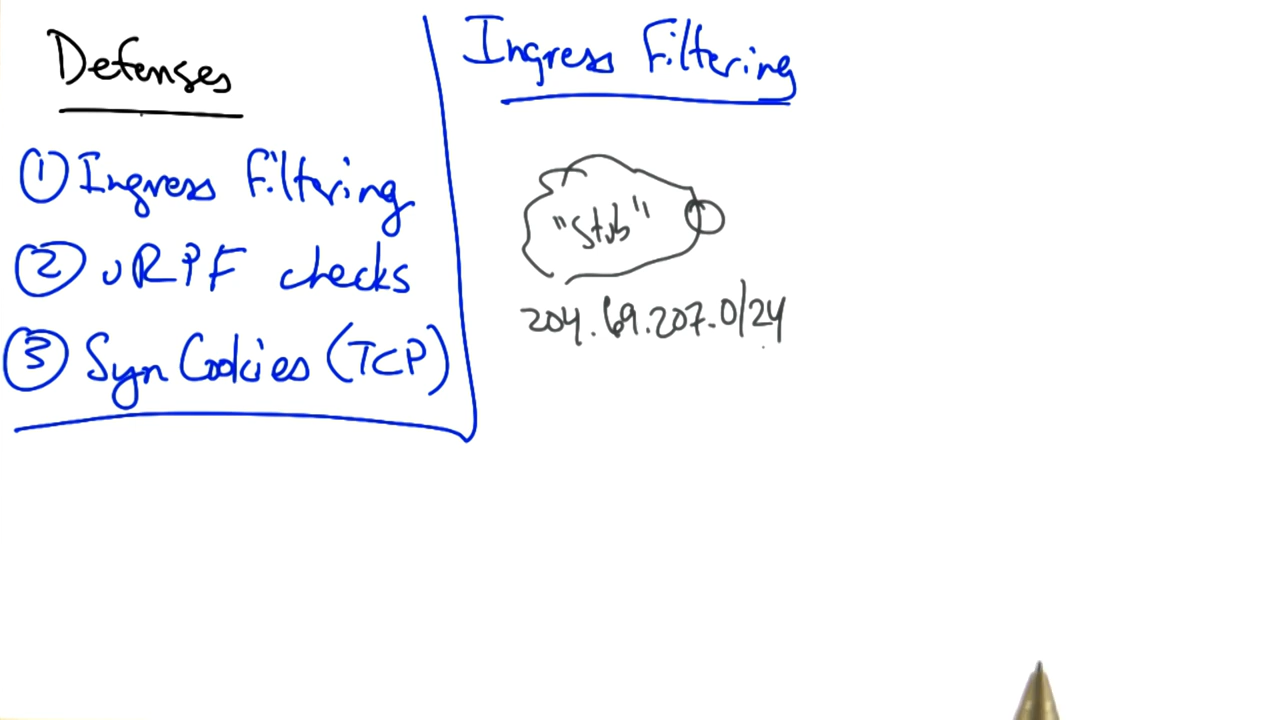 Defenses
① Ingress Filtering
② uRPF checks
③ Syn Cookies (TCP)
Ingress Filtering
"Stub"
204.69.207.0/24